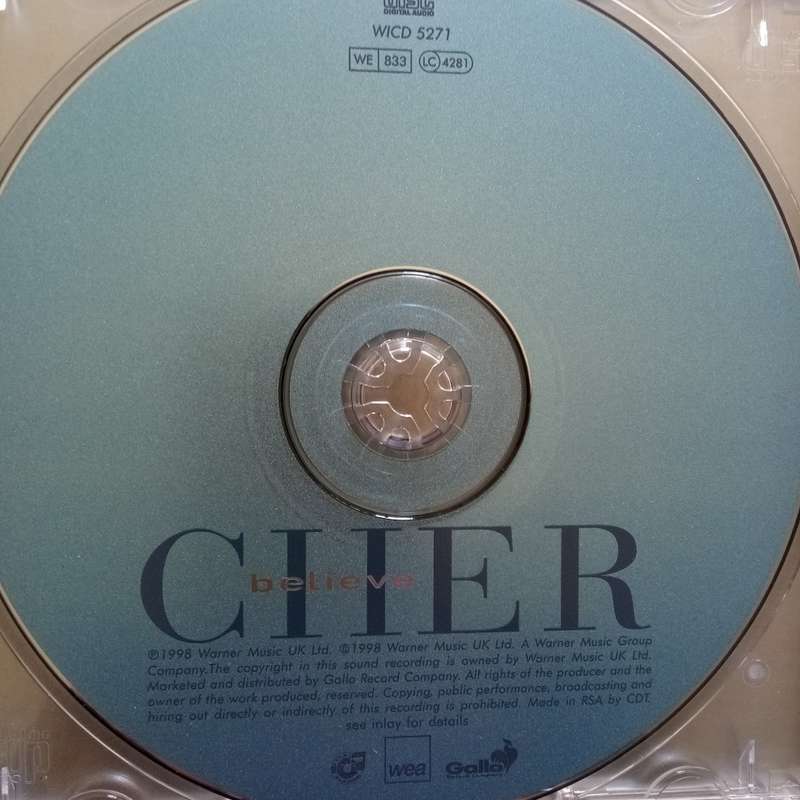 DIGITAL AUDIO
WICD 5271
WE 833 LC 4281
CHER
believe
℗1998 Warner Music UK Ltd. ©1998 Warner Music UK Ltd. A Warner Music Group
Company.The copyright in this sound recording is owned by Warner Music UK Ltd.
Marketed and distributed by Gallo Record Company. All rights of the producer and the
owner of the work produced, reserved. Copying, public performance, broadcasting and
hiring out directly or indirectly of this recording is prohibited. Made in RSA by CDT.
see inlay for details
wea Gallo